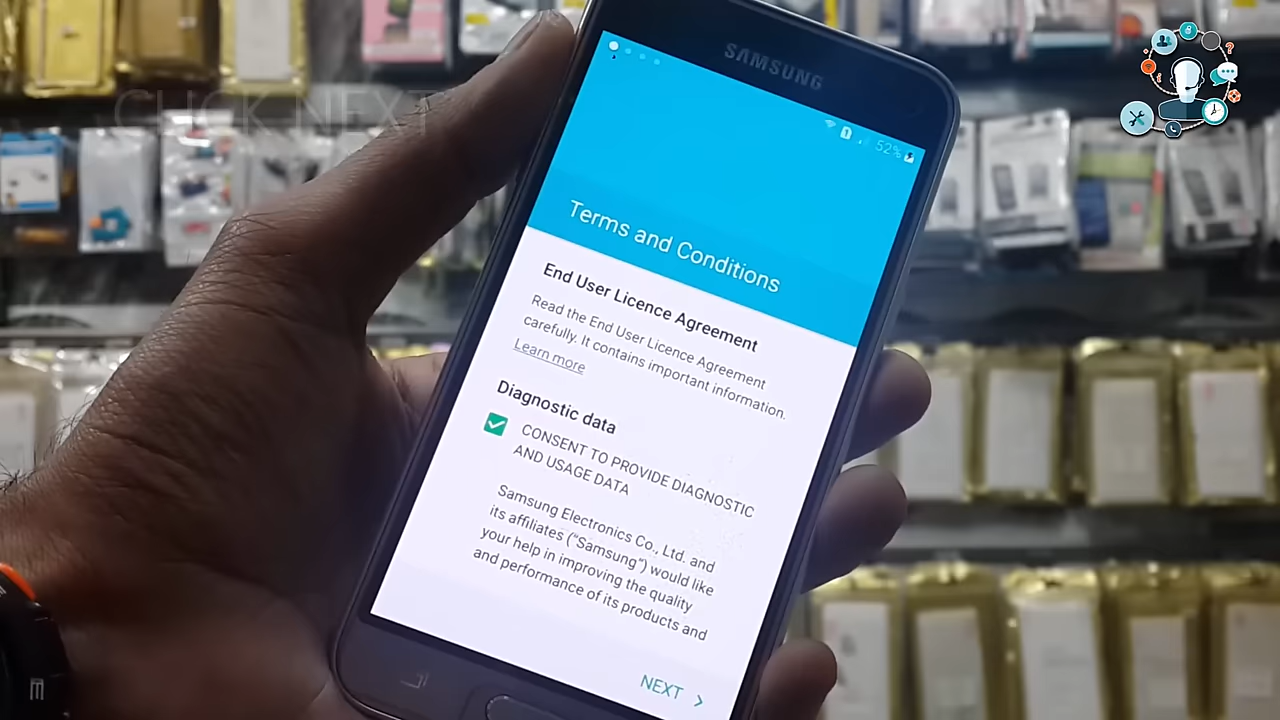 CLICK NEXT
SAMSUNG
52%
Terms and Conditions
End User Licence Agreement
Read the End User Licence Agreement
carefully. It contains important information.
Learn more
Diagnostic data
CONSENT TO PROVIDE DIAGNOSTIC
AND USAGE DATA
Samsung Electronics Co., Ltd. and
its affiliates ("Samsung") would like
your help in improving the quality
and performance of its products and
NEXT >